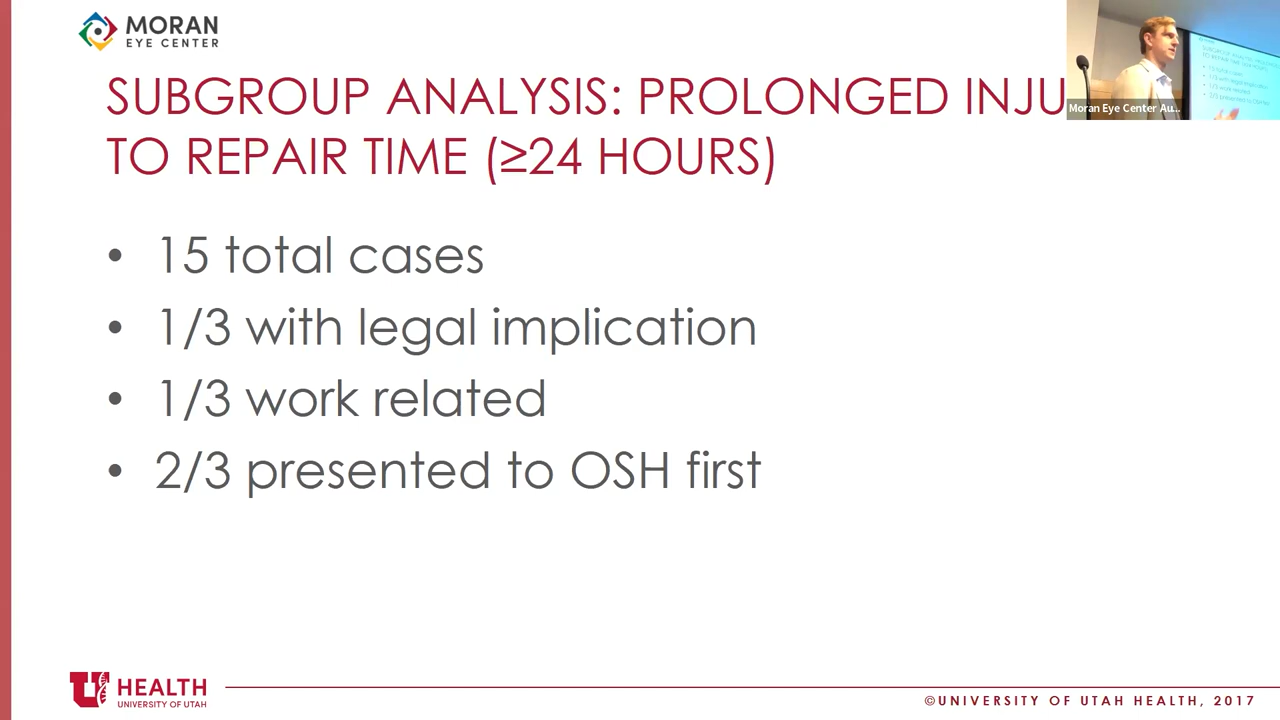 MORAN
EYE CENTER
SUBGROUP ANALYSIS: PROLONGED INJU
TO REPAIR TIME (≥24 HOURS)
Moran Eye Center Au...
• 15 total cases
• 1/3 with legal implication
• 1/3 work related
• 2/3 presented to OSH first
U HEALTH
UNIVERSITY OF UTAH
©UNIVERSITY OF UTAH HEALTH, 2017